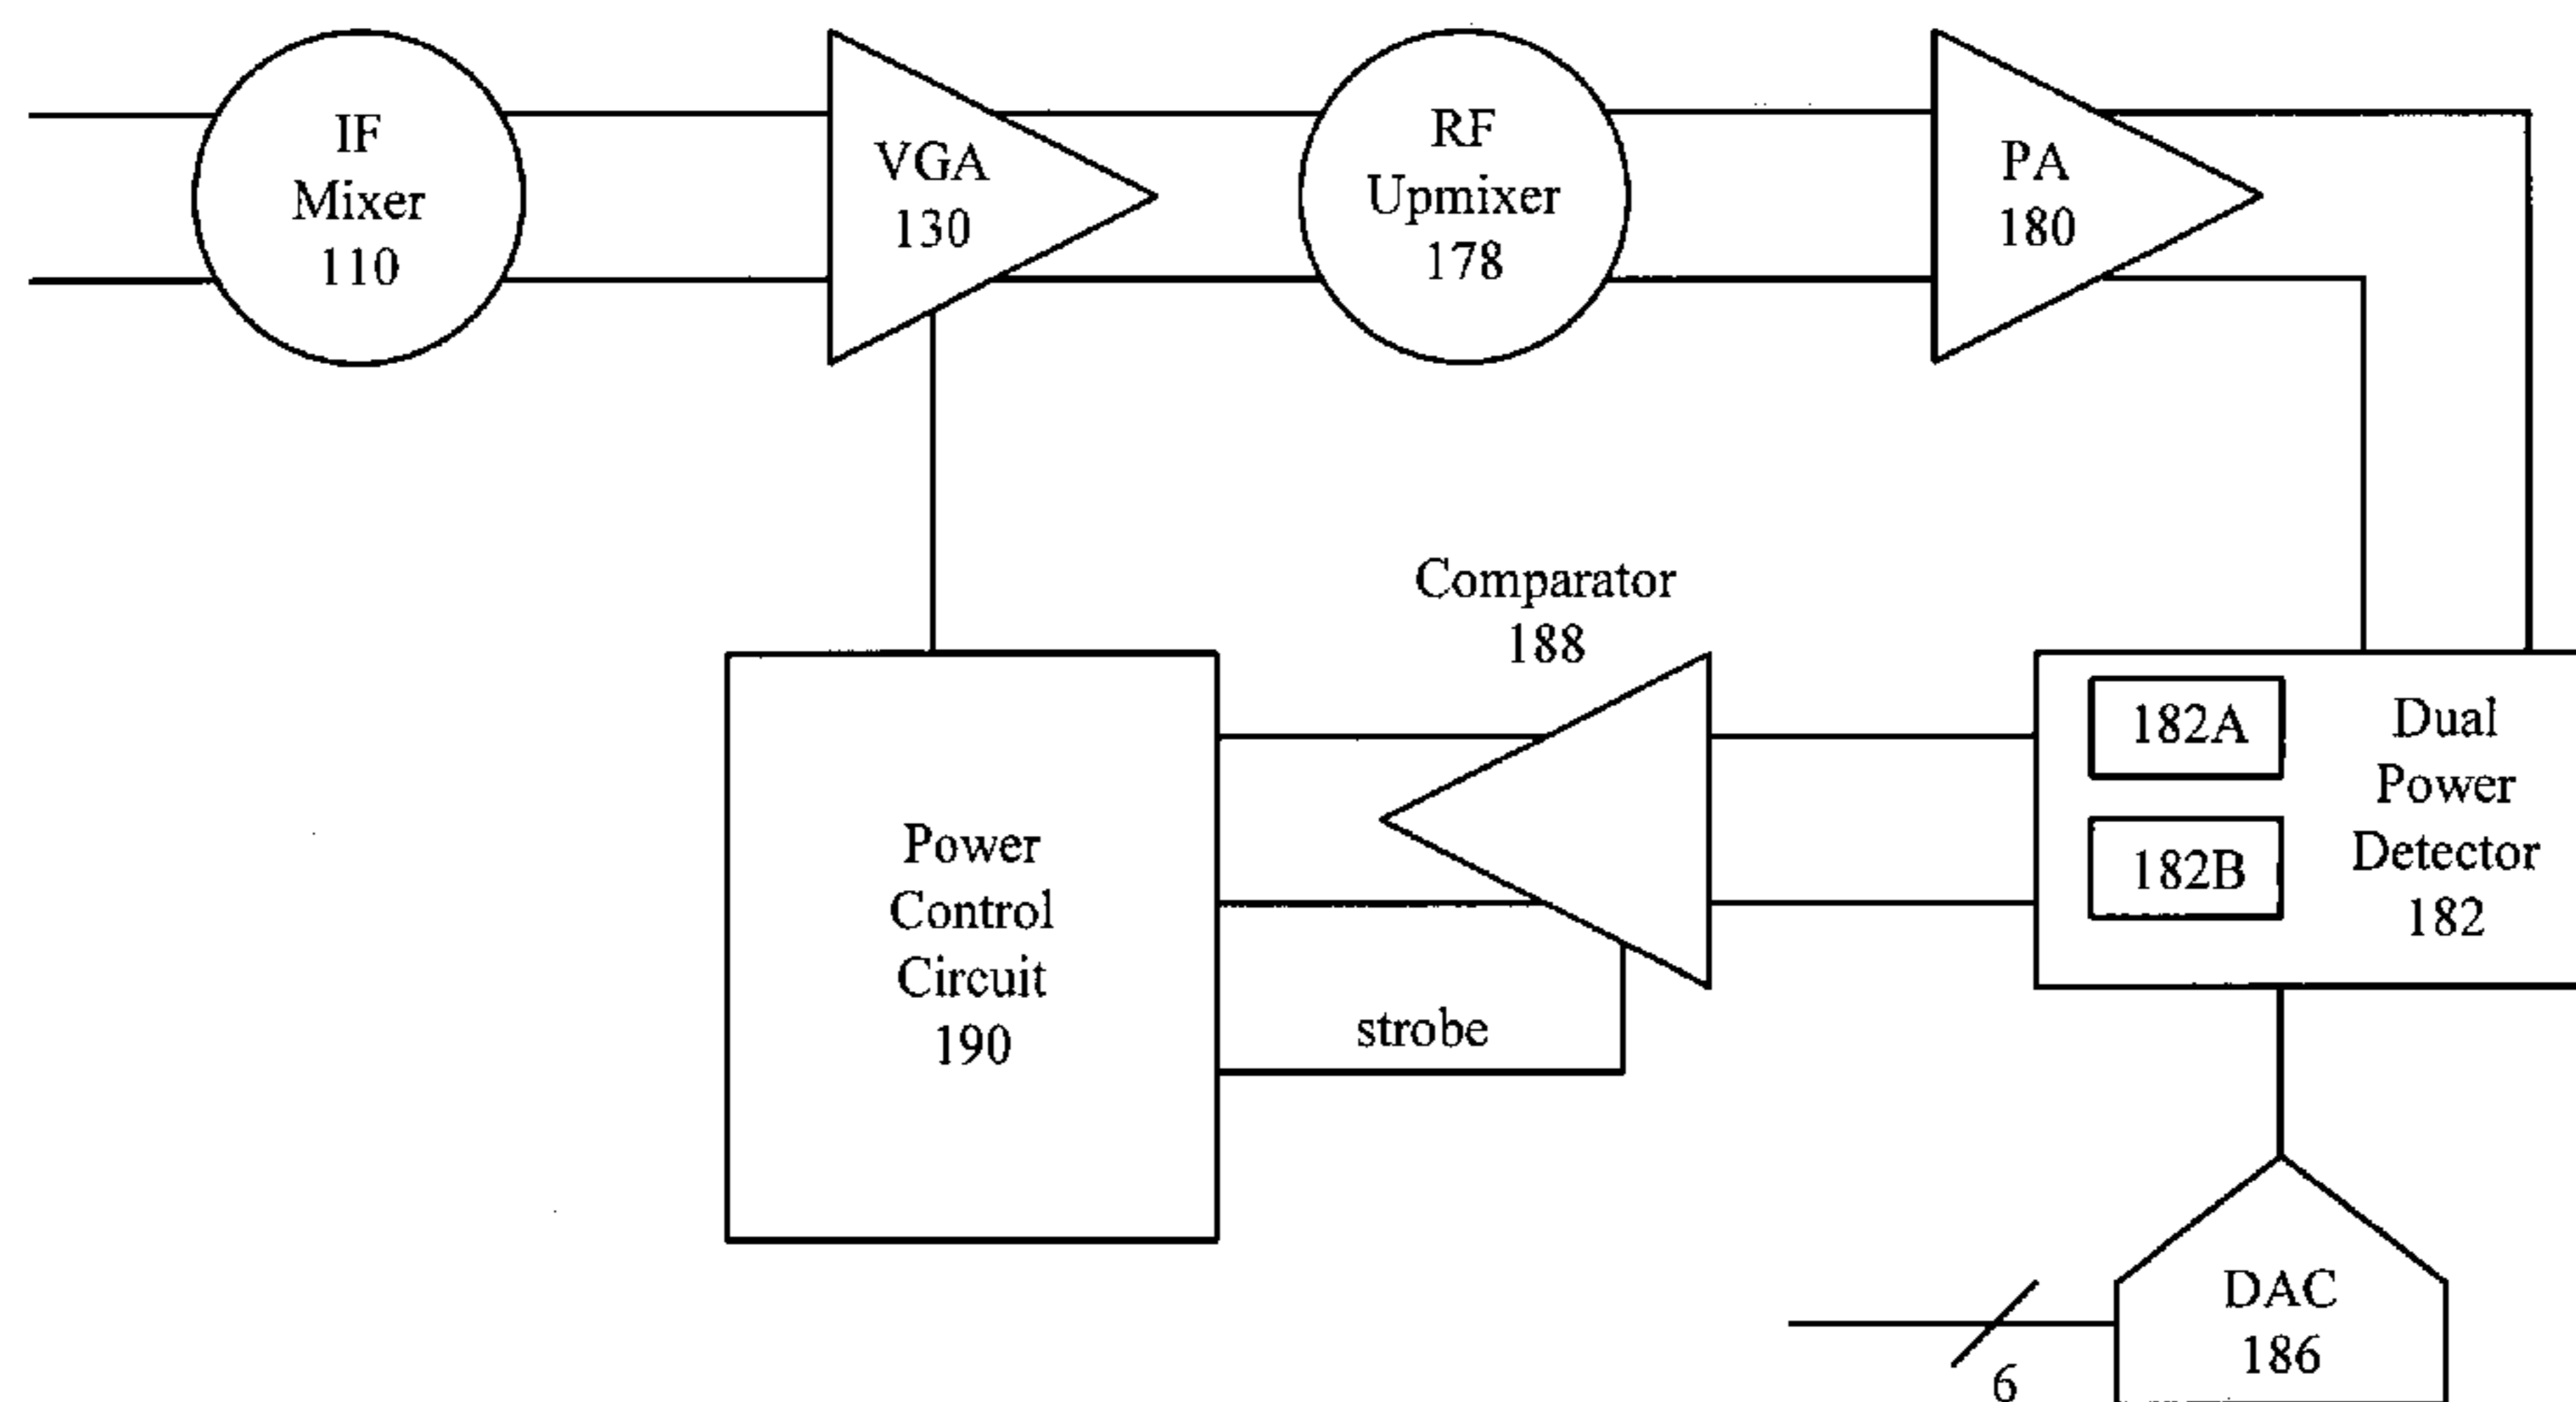 IF
Mixer
110
VGA
130
RF
Upmixer
178
PA
180
Comparator
188
Power
Control
Circuit
190
strobe
182A
182B
Dual
Power
Detector
182
DAC
186
6